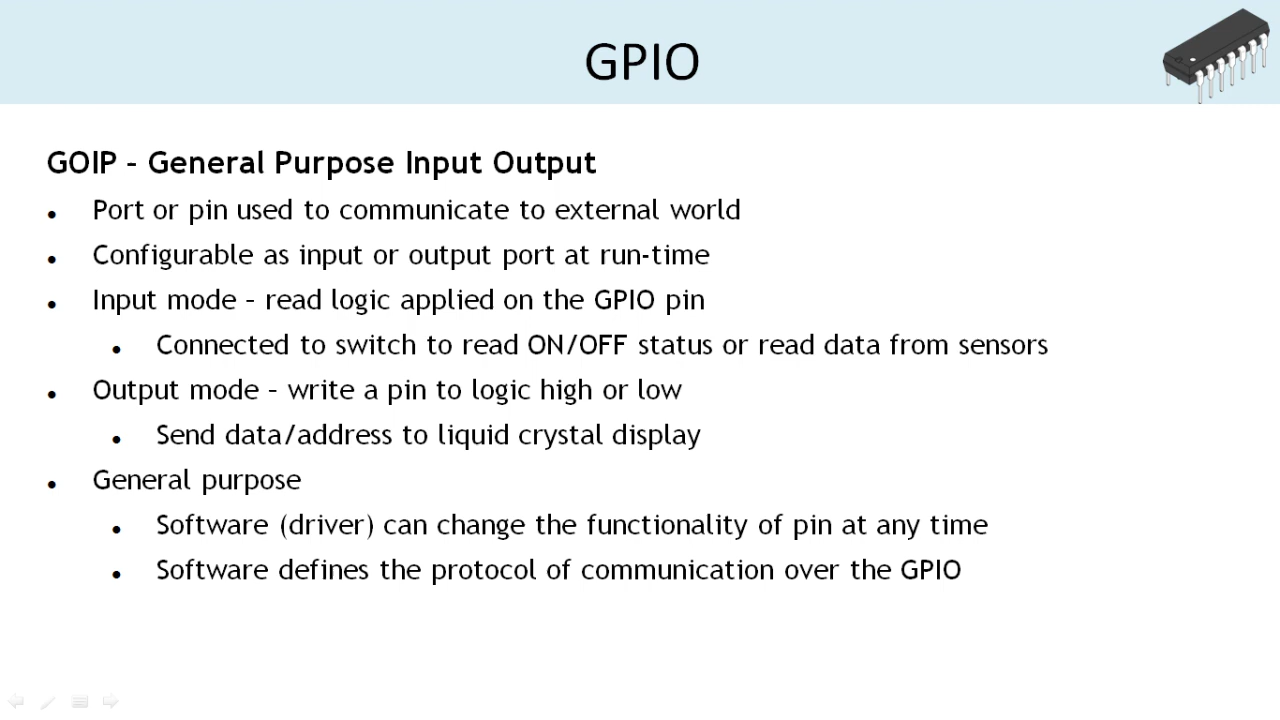 GPIO
GOIP – General Purpose Input Output
• Port or pin used to communicate to external world
• Configurable as input or output port at run-time
• Input mode – read logic applied on the GPIO pin
• Connected to switch to read ON/OFF status or read data from sensors
• Output mode – write a pin to logic high or low
• Send data/address to liquid crystal display
• General purpose
• Software (driver) can change the functionality of pin at any time
• Software defines the protocol of communication over the GPIO